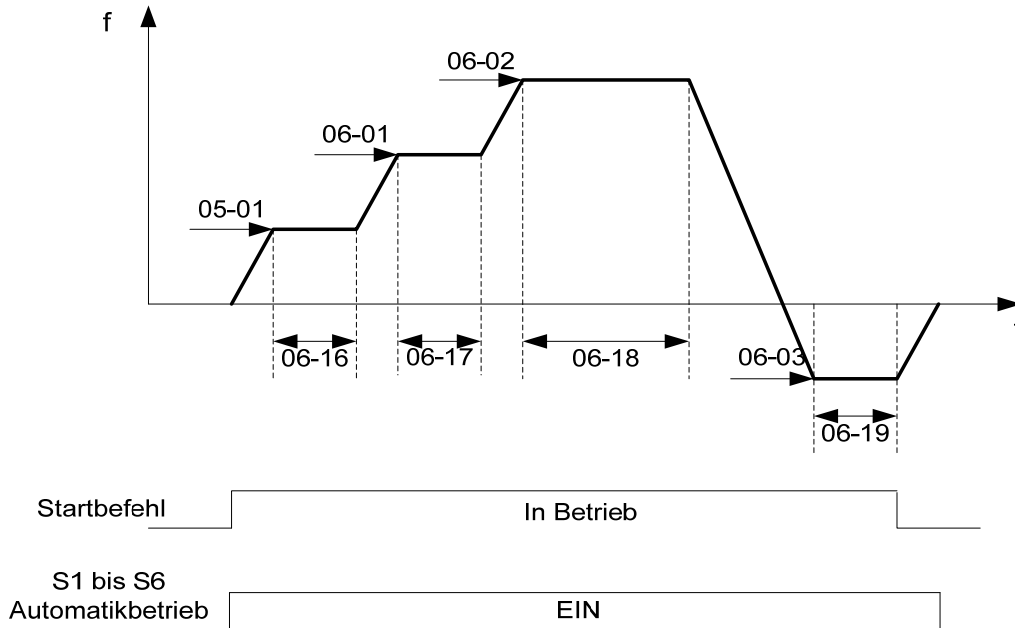 f
06-02
06-01
05-01
06-16
06-17
06-18
06-03
06-19
Startbefehl
In Betrieb
S1 bis S6
Automatikbetrieb
EIN